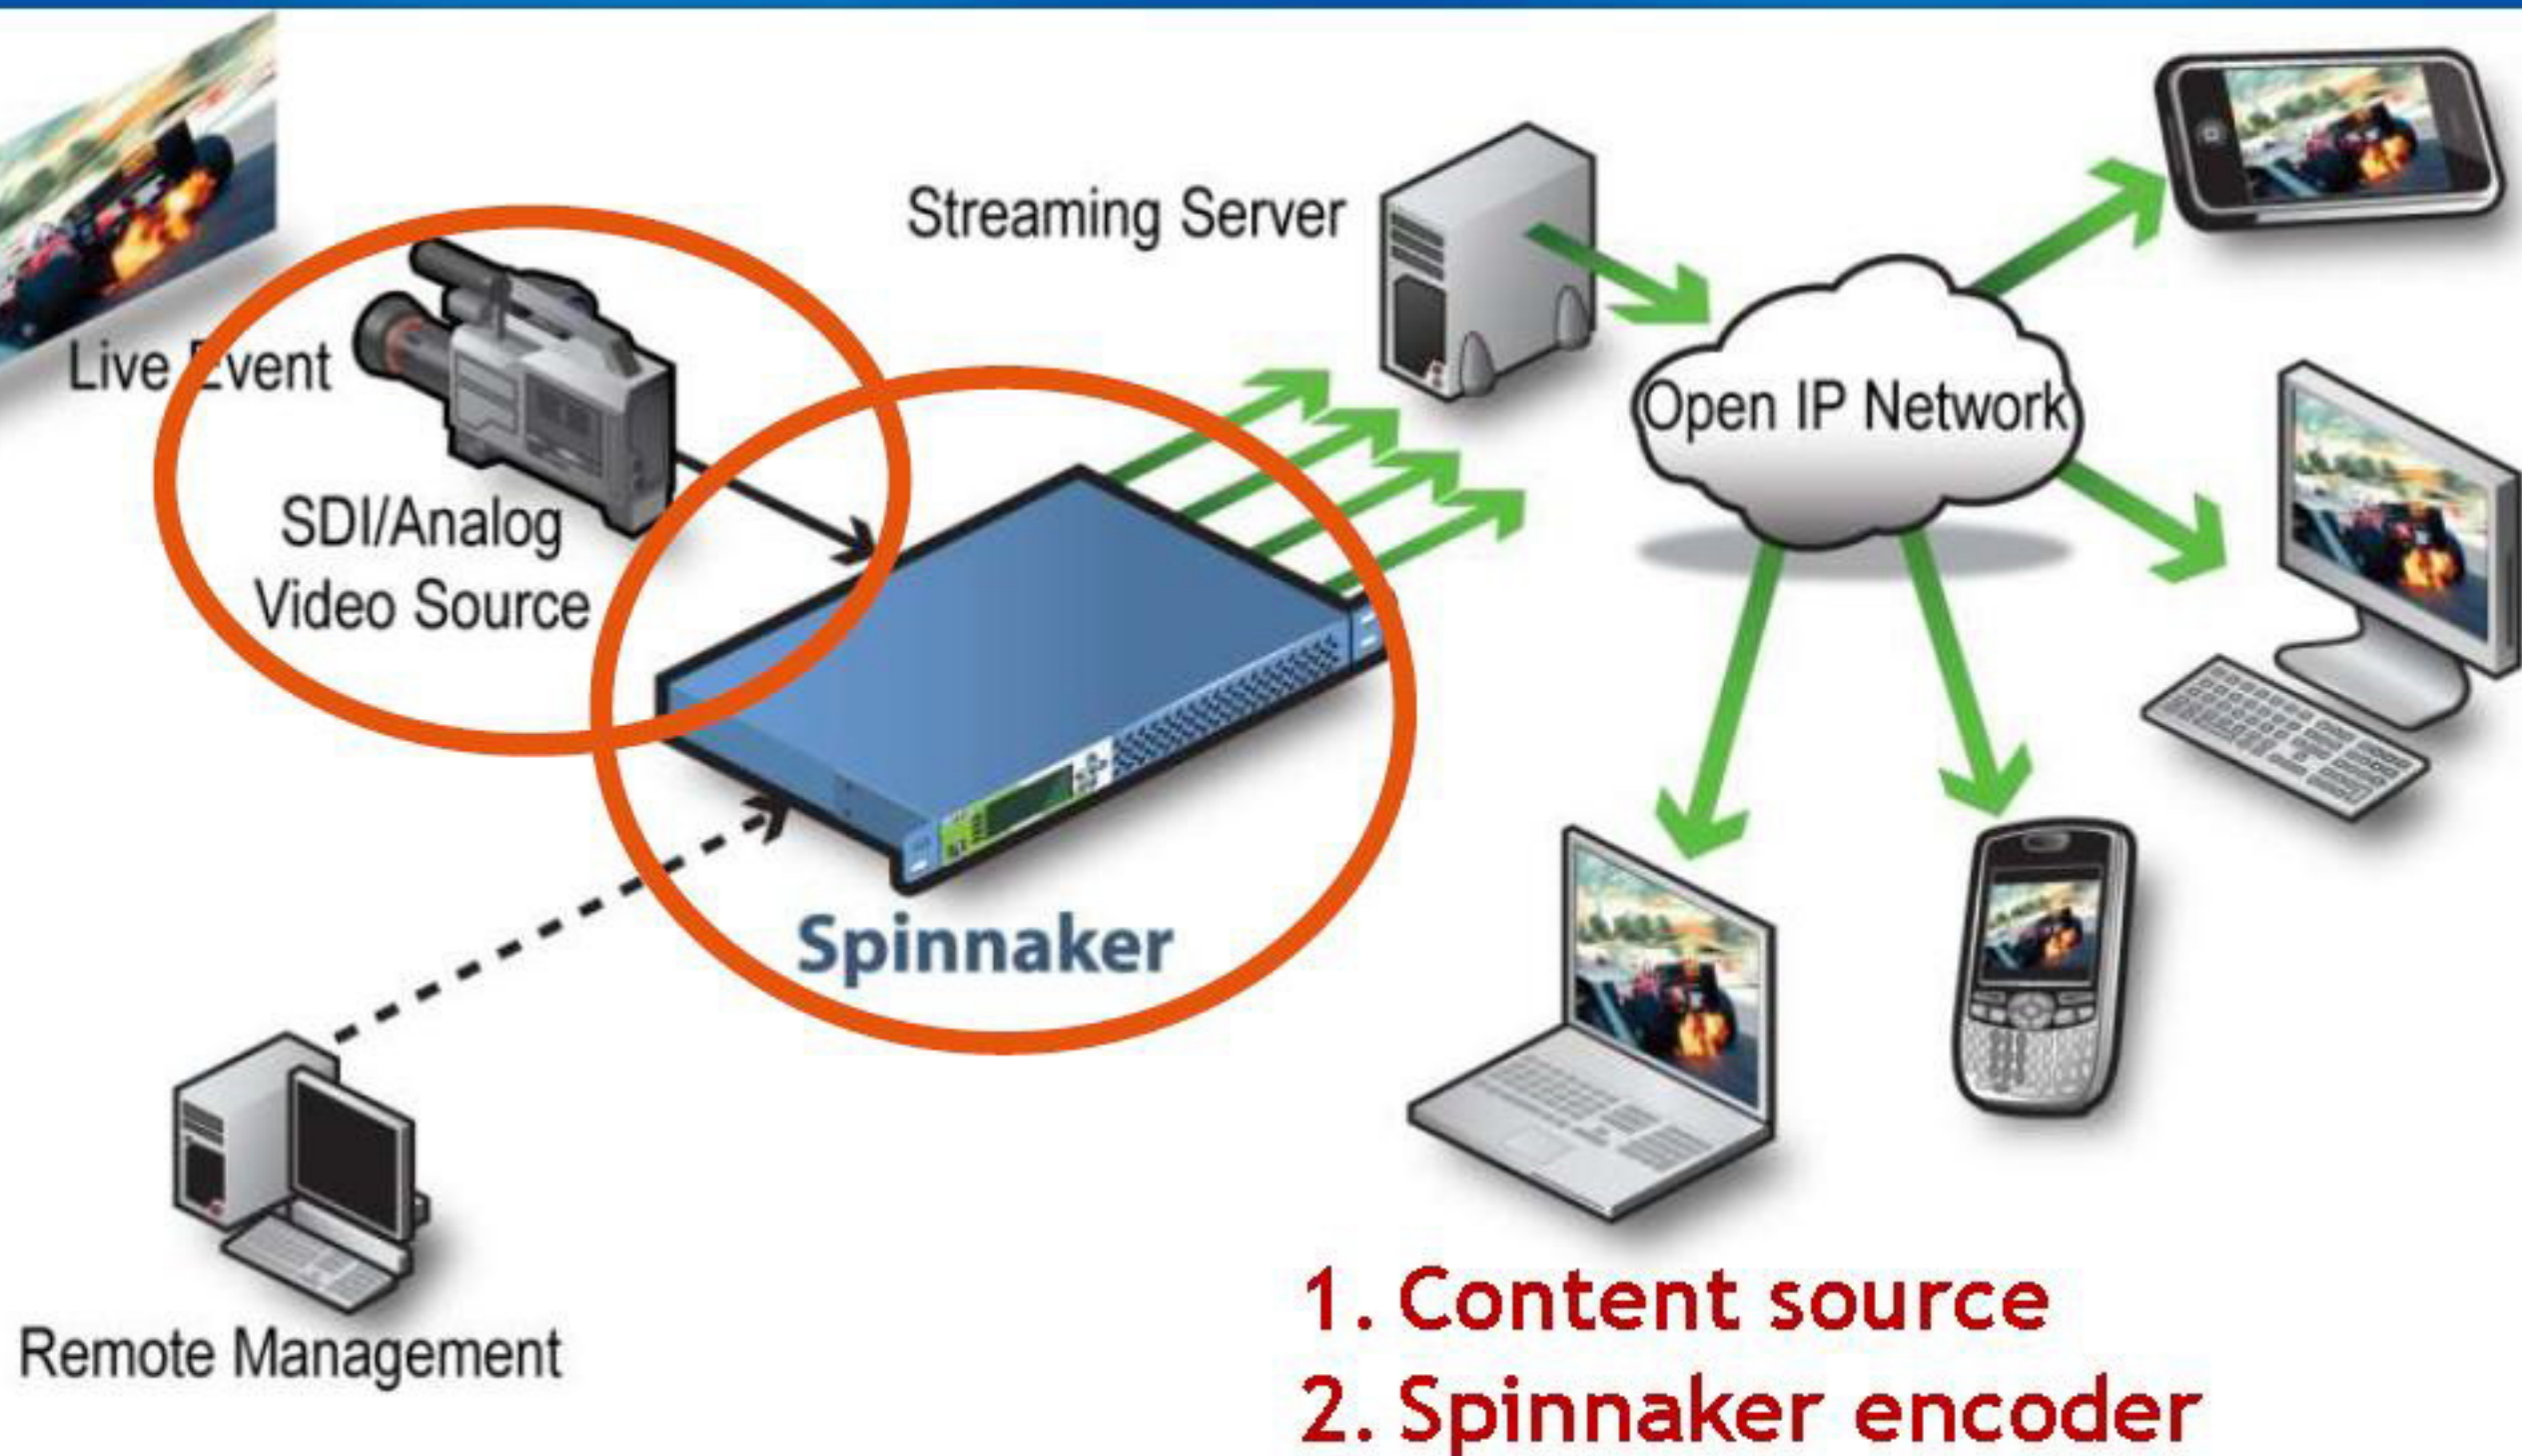 Live Event
SDI/Analog
Video Source
Streaming Server
Open IP Network
Spinnaker
Remote Management
1. Content source
2. Spinnaker encoder